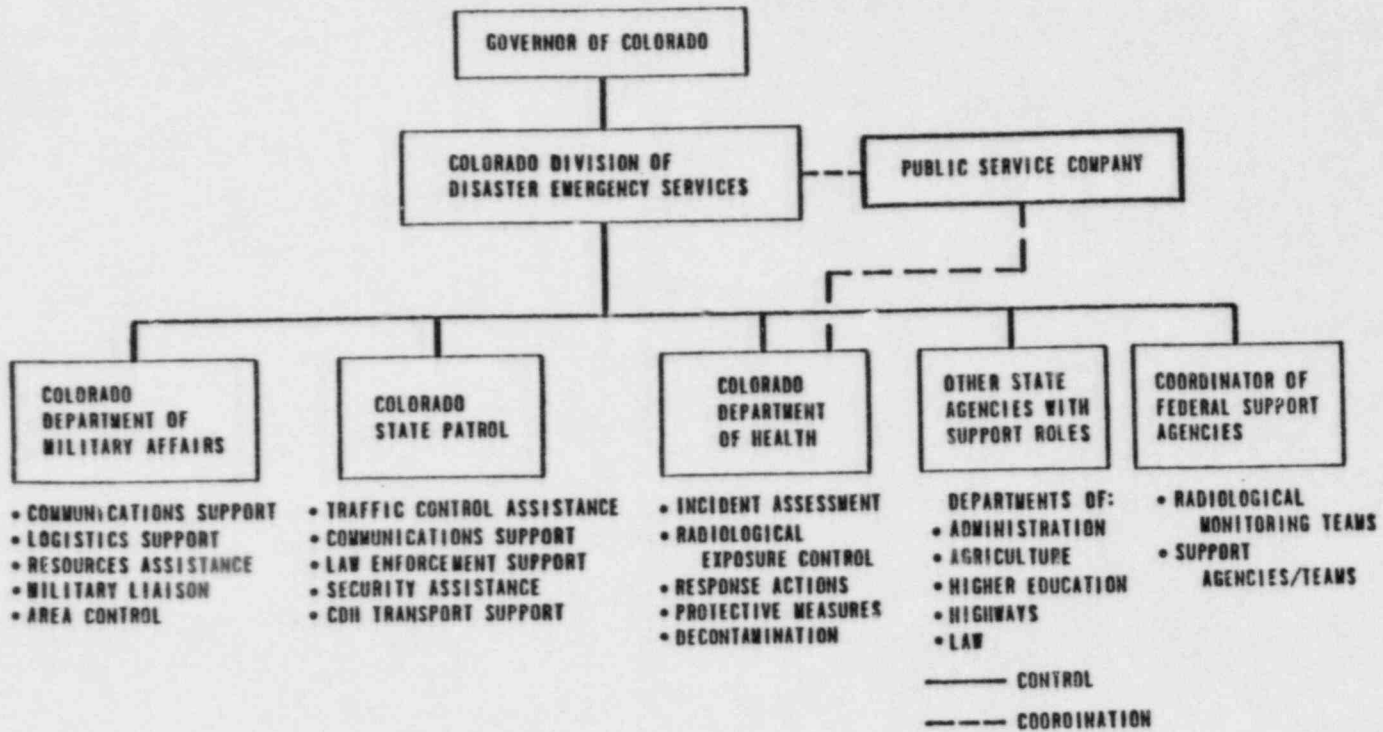 GOVERNOR OF COLORADO
COLORADO DIVISION OF
DISASTER EMERGENCY SERVICES
PUBLIC SERVICE COMPANY
COLORADO
DEPARTMENT OF
MILITARY AFFAIRS
• COMMUNICATIONS SUPPORT
• LOGISTICS SUPPORT
• RESOURCES ASSISTANCE
• MILITARY LIAISON
• AREA CONTROL
COLORADO
STATE PATROL
• TRAFFIC CONTROL ASSISTANCE
• COMMUNICATIONS SUPPORT
• LAW ENFORCEMENT SUPPORT
• SECURITY ASSISTANCE
• CDH TRANSPORT SUPPORT
COLORADO
DEPARTMENT
OF HEALTH
• INCIDENT ASSESSMENT
• RADIOLOGICAL
EXPOSURE CONTROL
• RESPONSE ACTIONS
• PROTECTIVE MEASURES
• DECONTAMINATION
OTHER STATE
AGENCIES WITH
SUPPORT ROLES
DEPARTMENTS OF:
• ADMINISTRATION
• AGRICULTURE
• HIGHER EDUCATION
• HIGHWAYS
• LAW
COORDINATOR OF
FEDERAL SUPPORT
AGENCIES
• RADIOLOGICAL
MONITORING TEAMS
• SUPPORT
AGENCIES/TEAMS
CONTROL
COORDINATION